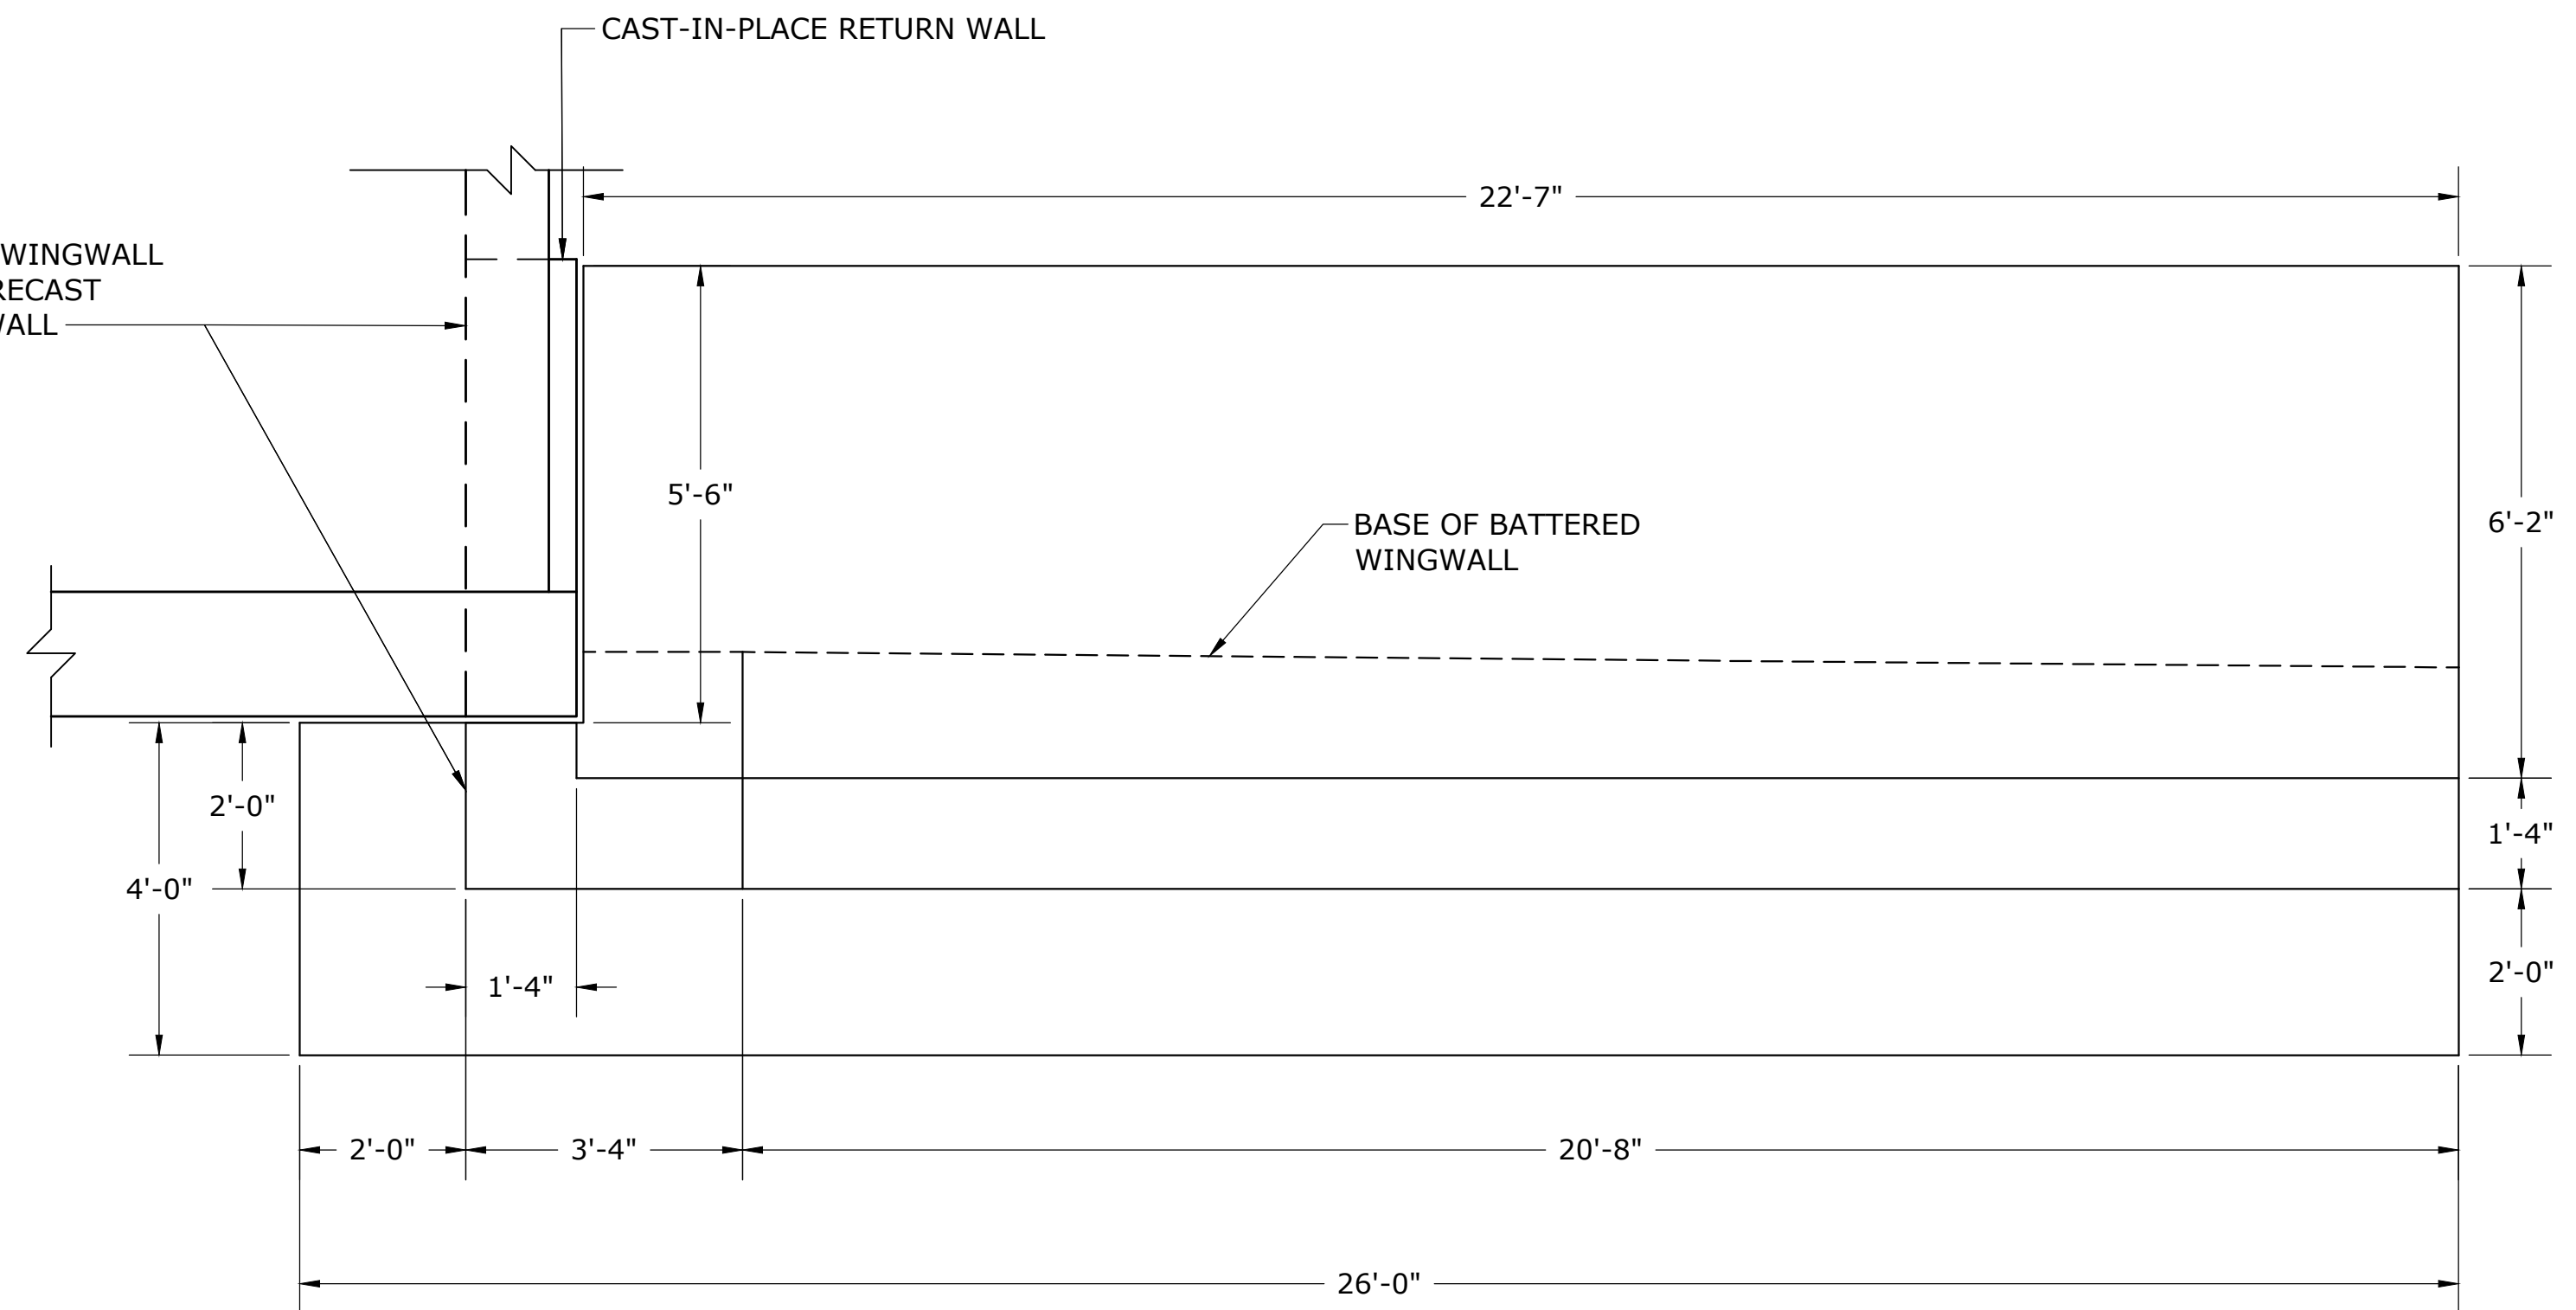 CAST-IN-PLACE RETURN WALL
22'-7"
WINGWALL
RECAST
WALL
5'-6"
BASE OF BATTERED
WINGWALL
6'-2"
2'-0"
1'-4"
4'-0"
2'-0"
1'-4"
2'-0"
3'-4"
20'-8"
26'-0"